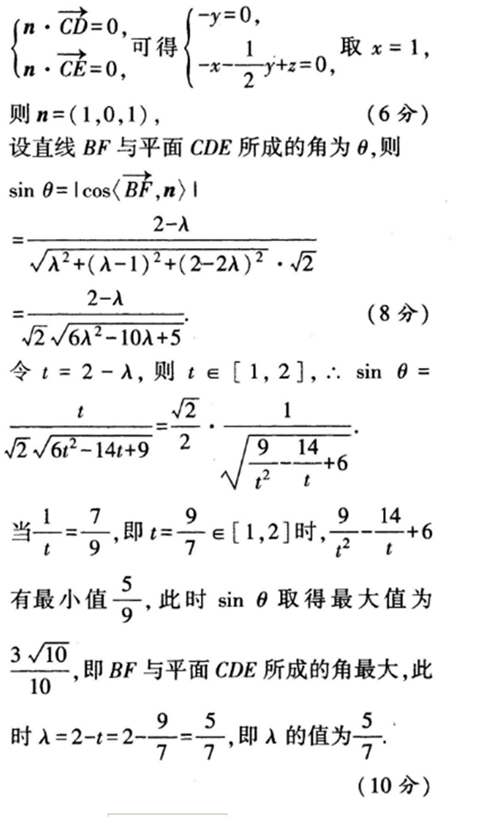 {n·CD→=0, n·CE→=0, 可得{-y=0, -x-1/2y+z=0, 取 x=1,
则 n=(1,0,1), (6分)
设直线 BF 与平面 CDE 所成的角为 θ,则
sin θ=|cos⟨BF→,n⟩|
=(2-λ)/(√(λ²+(λ-1)²+(2-2λ)²)·√2)
=(2-λ)/(√2√(6λ²-10λ+5)). (8分)
令 t=2-λ, 则 t∈[1,2], ∴ sin θ=
t/(√2√(6t²-14t+9))=√2/2·1/√(9/t²-14/t+6).
当1/t=7/9,即 t=9/7∈[1,2]时,9/t²-14/t+6
有最小值5/9,此时 sin θ 取得最大值为
3√10/10,即 BF 与平面 CDE 所成的角最大,此
时 λ=2-t=2-9/7=5/7,即 λ 的值为5/7.
(10分)